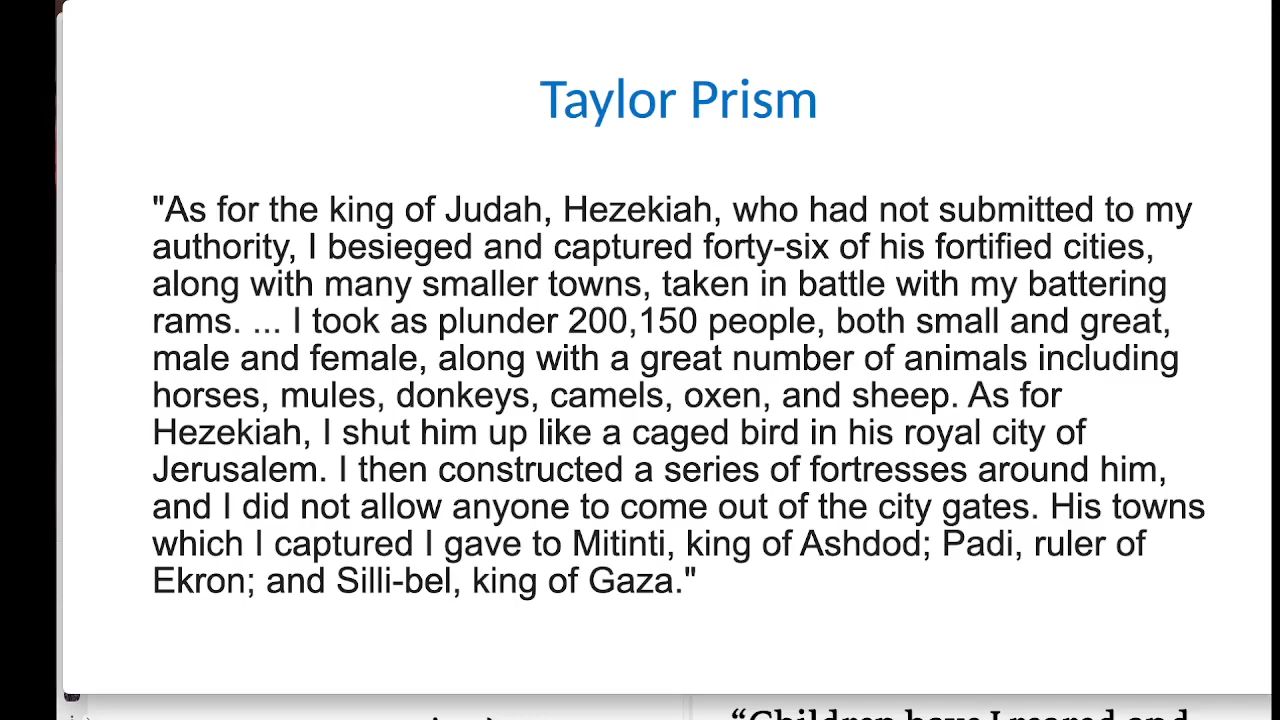 Taylor Prism
"As for the king of Judah, Hezekiah, who had not submitted to my
authority, I besieged and captured forty-six of his fortified cities,
along with many smaller towns, taken in battle with my battering
rams. ... I took as plunder 200,150 people, both small and great,
male and female, along with a great number of animals including
horses, mules, donkeys, camels, oxen, and sheep. As for
Hezekiah, I shut him up like a caged bird in his royal city of
Jerusalem. I then constructed a series of fortresses around him,
and I did not allow anyone to come out of the city gates. His towns
which I captured I gave to Mitinti, king of Ashdod; Padi, ruler of
Ekron; and Silli-bel, king of Gaza."
“Children have I reared and